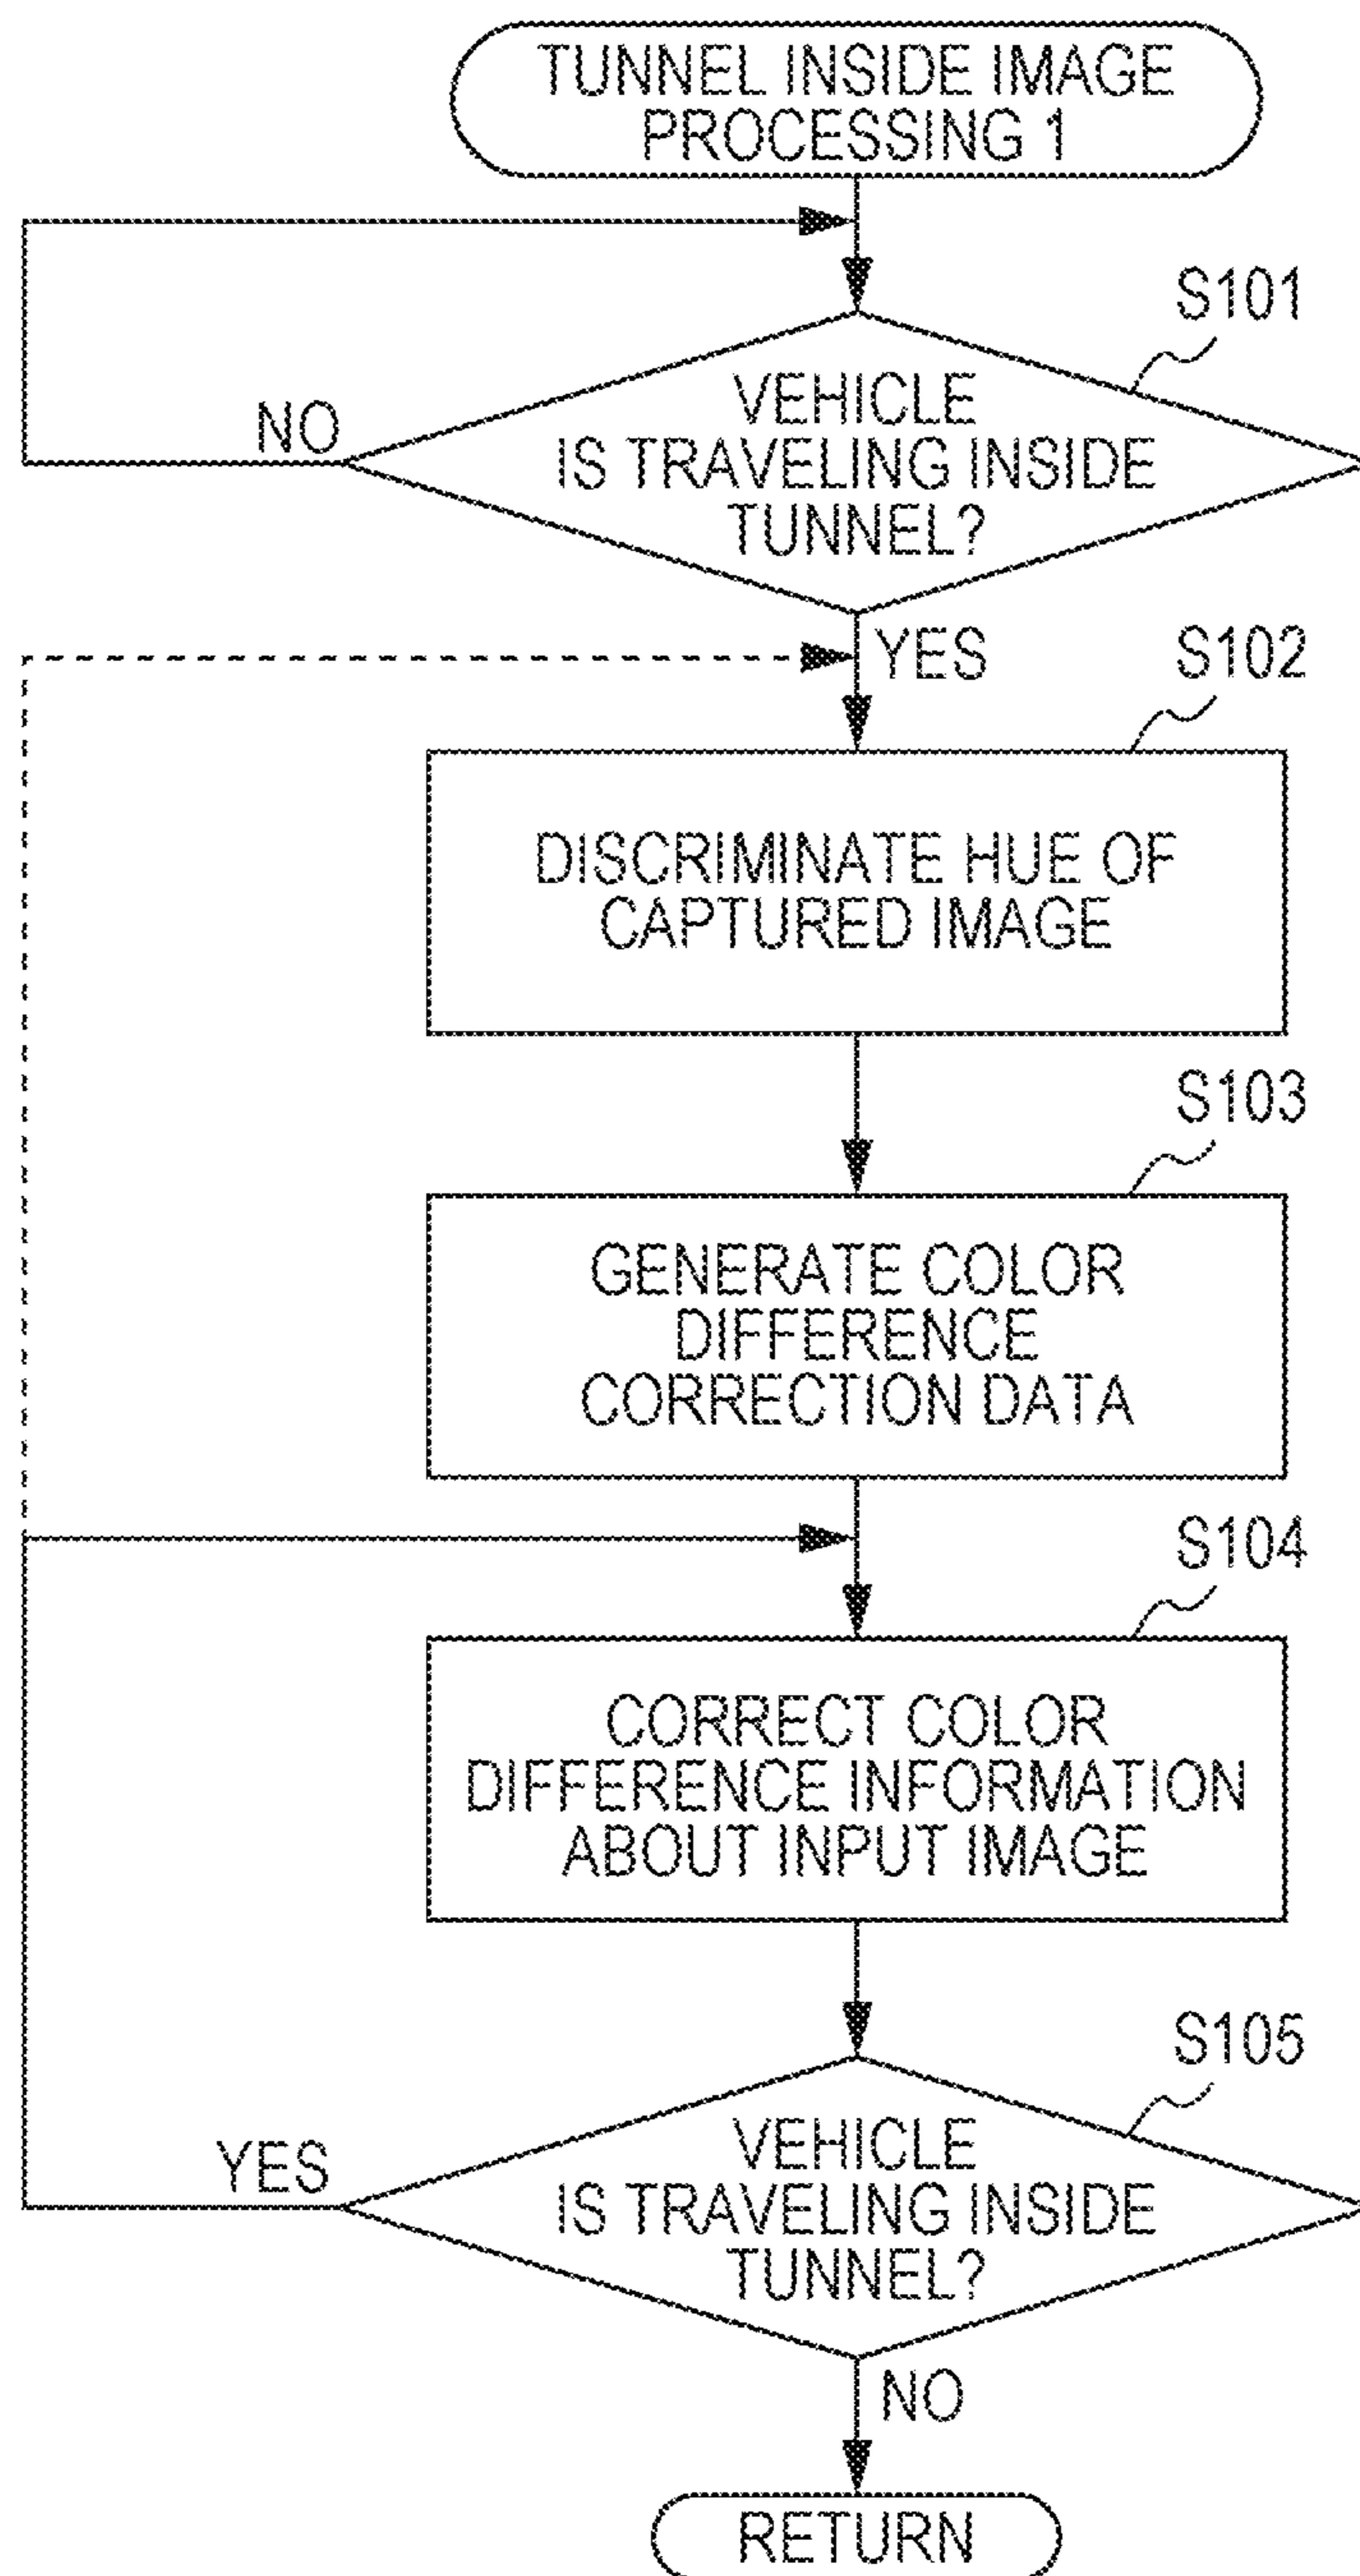 TUNNEL INSIDE IMAGE
PROCESSING 1
S101
VEHICLE
IS TRAVELING INSIDE
TUNNEL?
NO
YES
S102
DISCRIMINATE HUE OF
CAPTURED IMAGE
S103
GENERATE COLOR
DIFFERENCE
CORRECTION DATA
S104
CORRECT COLOR
DIFFERENCE INFORMATION
ABOUT INPUT IMAGE
S105
VEHICLE
IS TRAVELING INSIDE
TUNNEL?
YES
NO
RETURN